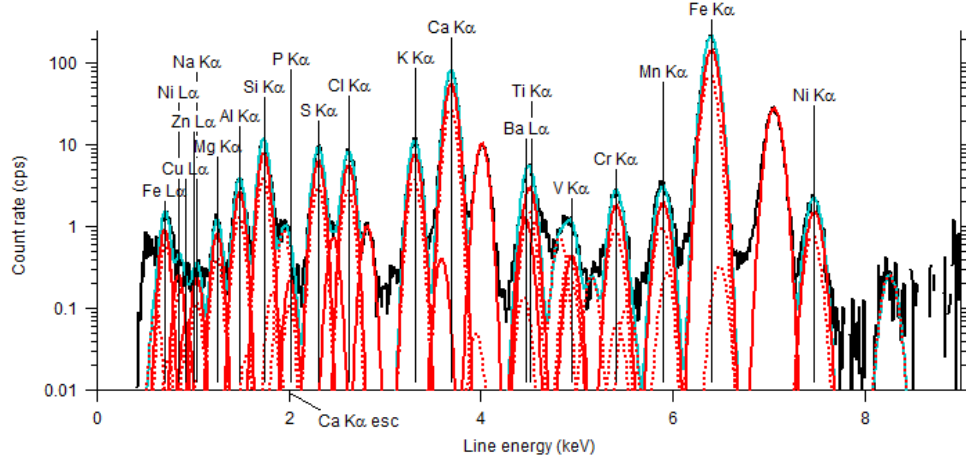 Fe Kα
Ca Kα
Na Kα
P Kα
K Kα
Mn Kα
Ni Lα
Si Kα
Cl Kα
Ti Kα
Ni Kα
Zn Lα
Al Kα
S Kα
Ba Lα
Mg Kα
Cu Lα
Cr Kα
Fe Lα
V Kα
100
10
1
0.1
0.01
Count rate (cps)
0 2 4 6 8
Ca Kα esc
Line energy (keV)